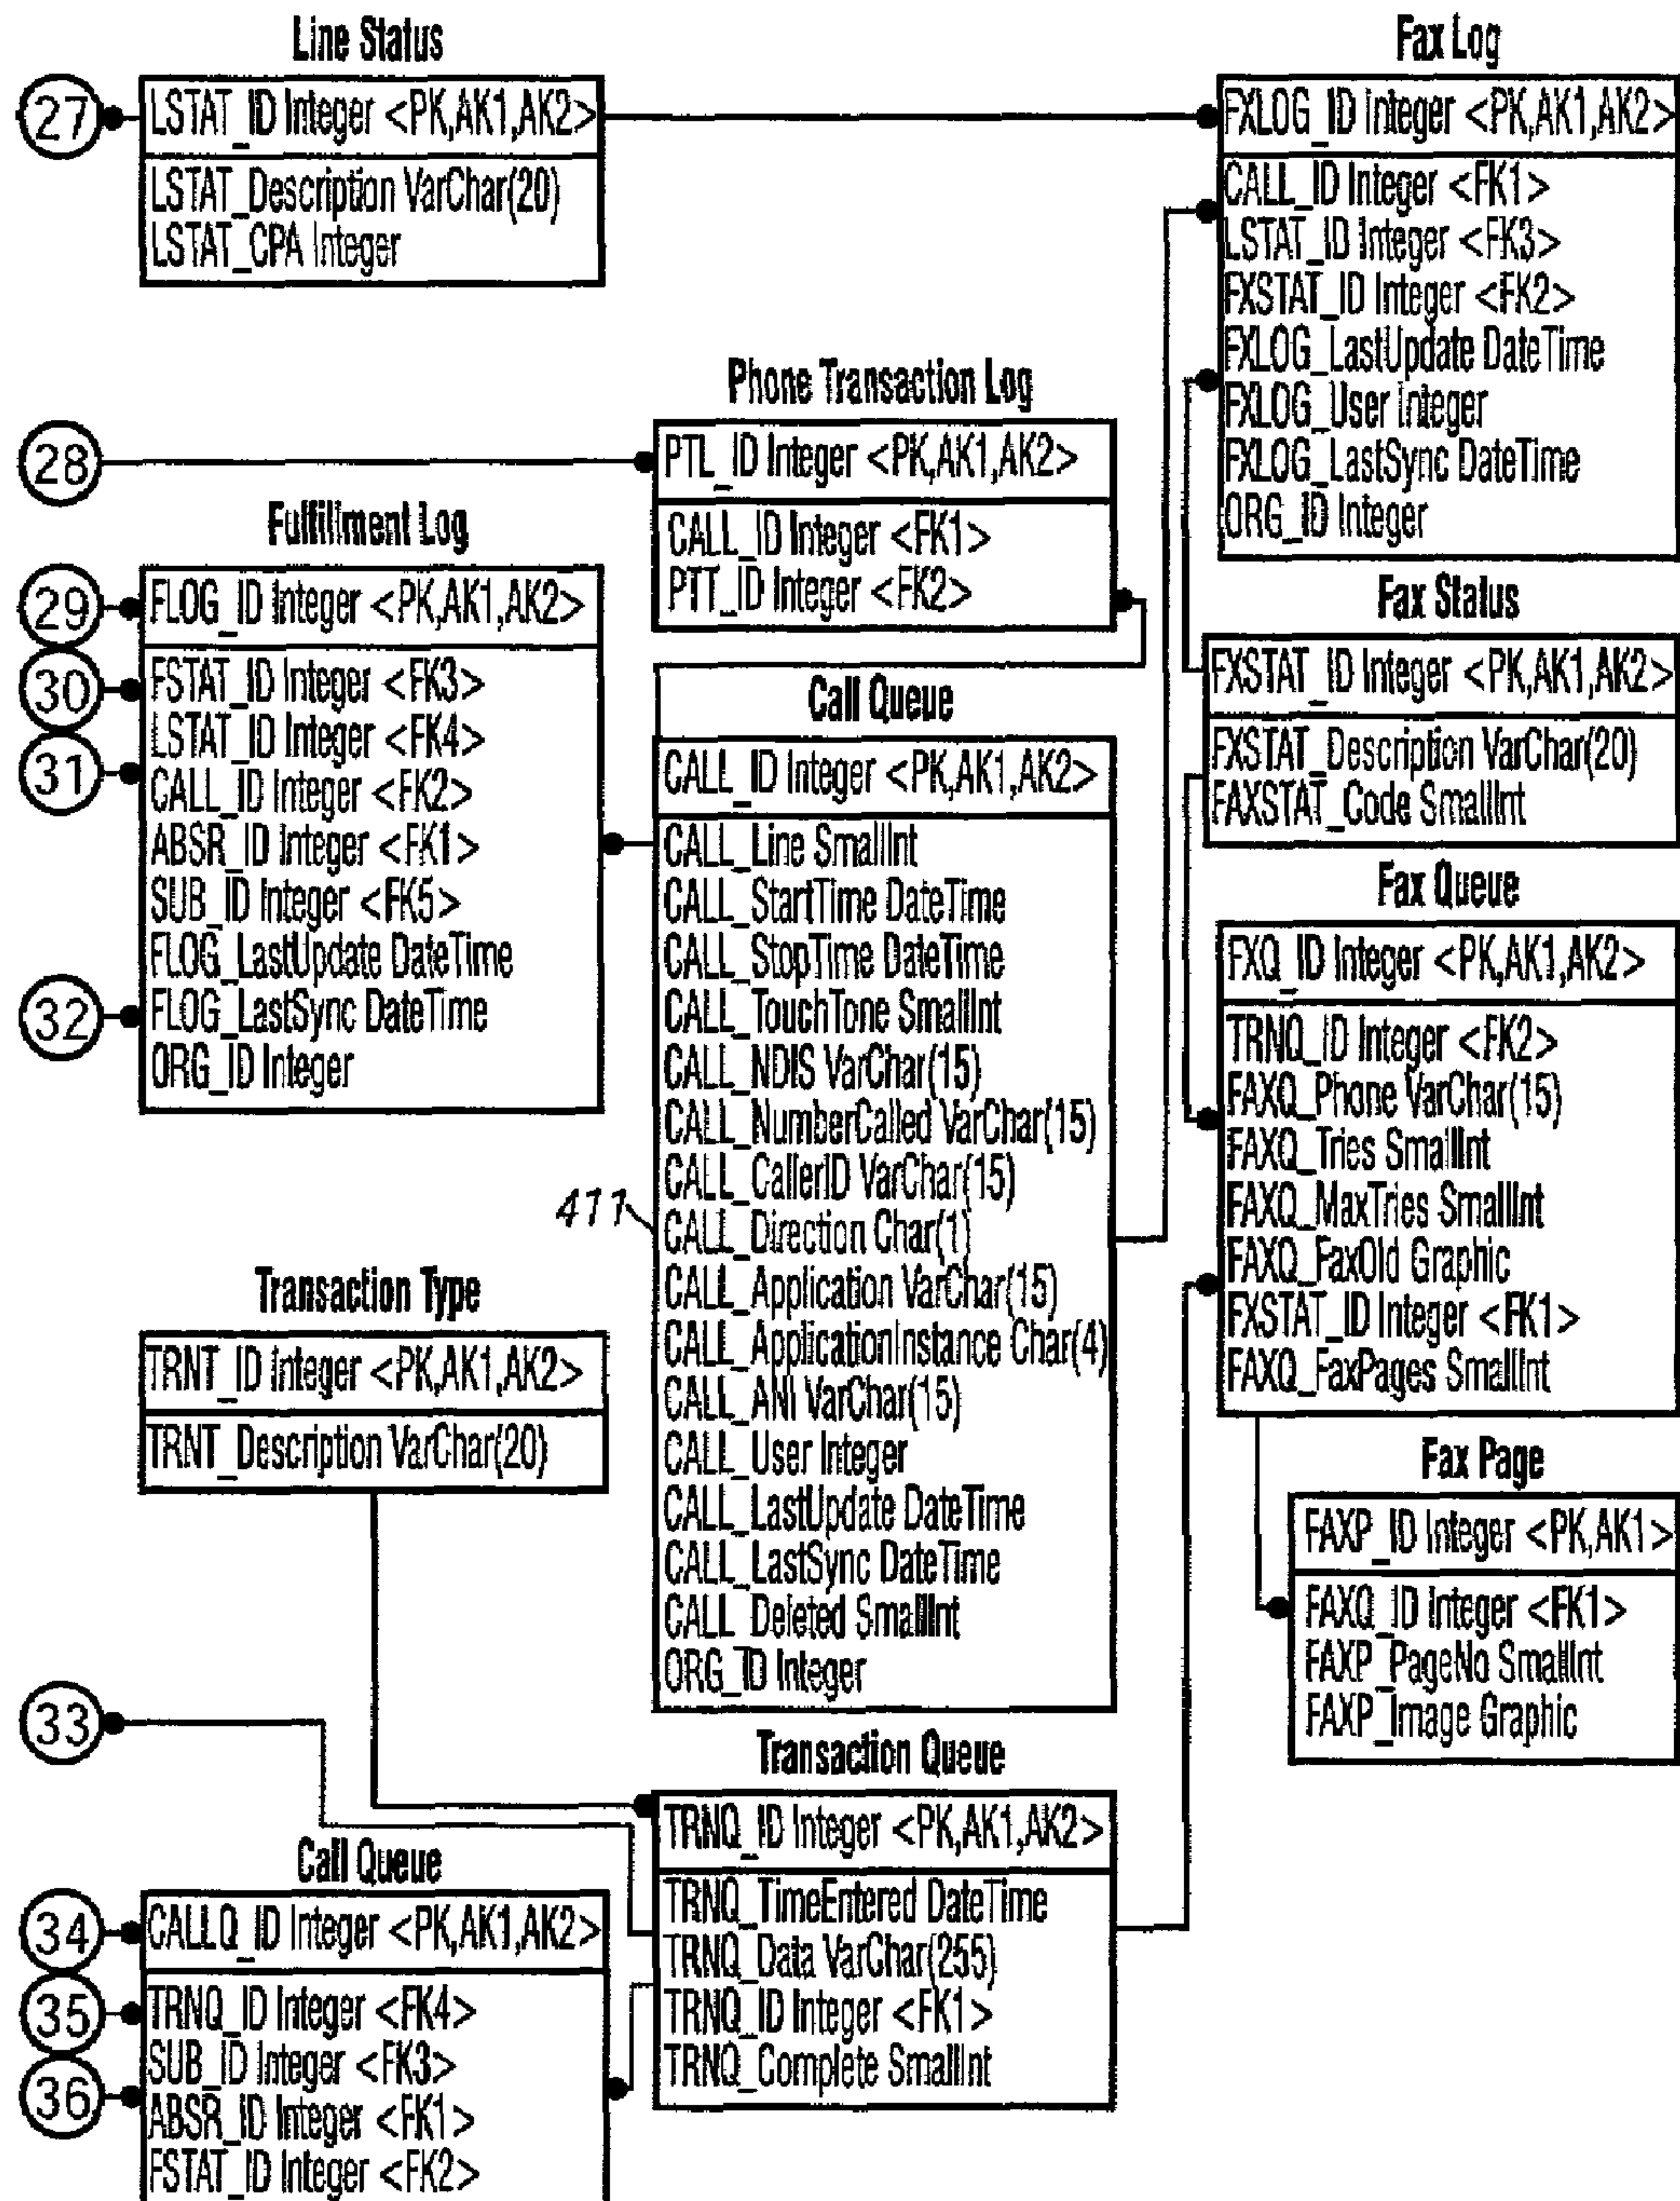 Line Status
27
LSTAT_ID Integer <PK,AK1,AK2>
LSTAT_Description VarChar(20)
LSTAT_CPA Integer
Fax Log
FXLOG_ID Integer <PK,AK1,AK2>
CALL_ID Integer <FK1>
LSTAT_ID Integer <FK3>
FXSTAT_ID Integer <FK2>
FXLOG_LastUpdate DateTime
FXLOG_User Integer
FXLOG_LastSync DateTime
ORG_ID Integer
Phone Transaction Log
28
PTL_ID Integer <PK,AK1,AK2>
CALL_ID Integer <FK1>
PTT_ID Integer <FK2>
Fulfillment Log
29
FLOG_ID Integer <PK,AK1,AK2>
30
FSTAT_ID Integer <FK3>
LSTAT_ID Integer <FK4>
31
CALL_ID Integer <FK2>
ABSR_ID Integer <FK1>
SUB_ID Integer <FK5>
FLOG_LastUpdate DateTime
32
FLOG_LastSync DateTime
ORG_ID Integer
Fax Status
FXSTAT_ID Integer <PK,AK1,AK2>
FXSTAT_Description VarChar(20)
FAXSTAT_Code SmallInt
Call Queue
CALL_ID Integer <PK,AK1,AK2>
CALL_Line SmallInt
CALL_StartTime DateTime
CALL_StopTime DateTime
CALL_TouchTone SmallInt
CALL_NDIS VarChar(15)
CALL_NumberCalled VarChar(15)
CALL_CallerID VarChar(15)
411
CALL_Direction Char(1)
CALL_Application VarChar(15)
CALL_ApplicationInstance Char(4)
CALL_ANI VarChar(15)
CALL_User Integer
CALL_LastUpdate DateTime
CALL_LastSync DateTime
CALL_Deleted SmallInt
ORG_ID Integer
Fax Queue
FXQ_ID Integer <PK,AK1,AK2>
TRNQ_ID Integer <FK2>
FAXQ_Phone VarChar(15)
FAXQ_Tries SmallInt
FAXQ_MaxTries SmallInt
FAXQ_FaxOld Graphic
FXSTAT_ID Integer <FK1>
FAXQ_FaxPages SmallInt
Transaction Type
TRNT_ID Integer <PK,AK1,AK2>
TRNT_Description VarChar(20)
Fax Page
FAXP_ID Integer <PK,AK1>
FAXQ_ID Integer <FK1>
FAXP_PageNo SmallInt
FAXP_Image Graphic
33
Transaction Queue
TRNQ_ID Integer <PK,AK1,AK2>
TRNQ_TimeEntered DateTime
TRNQ_Data VarChar(255)
TRNQ_ID Integer <FK1>
TRNQ_Complete SmallInt
Call Queue
34
CALLQ_ID Integer <PK,AK1,AK2>
35
TRNQ_ID Integer <FK4>
SUB_ID Integer <FK3>
36
ABSR_ID Integer <FK1>
FSTAT_ID Integer <FK2>